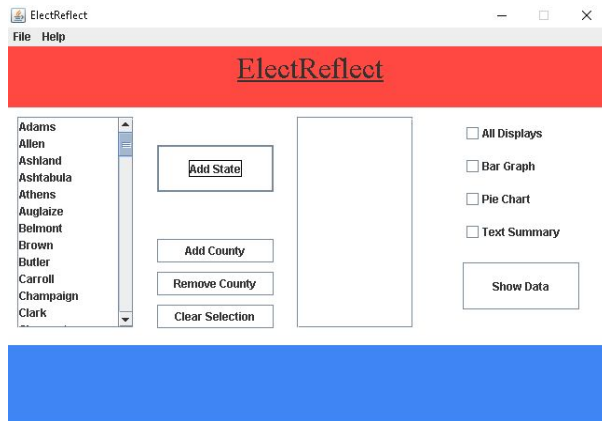 ElectReflect
File Help
ElectReflect
Adams
Allen
Ashland
Ashtabula
Athens
Auglaize
Belmont
Brown
Butler
Carroll
Champaign
Clark
Add State
Add County
Remove County
Clear Selection
All Displays
Bar Graph
Pie Chart
Text Summary
Show Data